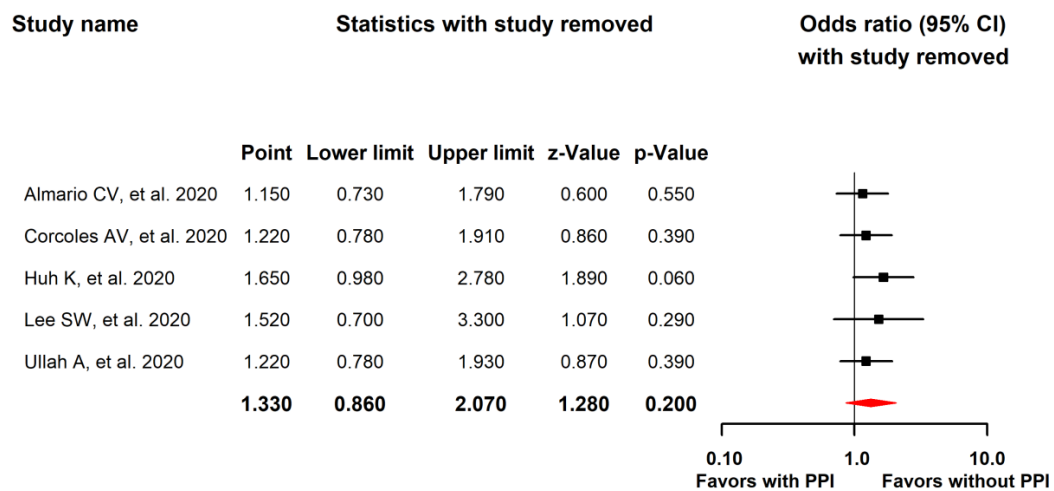 Study name Statistics with study removed Odds ratio (95% CI)
with study removed
Point Lower limit Upper limit z-Value p-Value
Almario CV, et al. 2020 1.150 0.730 1.790 0.600 0.550
Corcoles AV, et al. 2020 1.220 0.780 1.910 0.860 0.390
Huh K, et al. 2020 1.650 0.980 2.780 1.890 0.060
Lee SW, et al. 2020 1.520 0.700 3.300 1.070 0.290
Ullah A, et al. 2020 1.220 0.780 1.930 0.870 0.390
1.330 0.860 2.070 1.280 0.200
0.10 1.0 10.0
Favors with PPI Favors without PPI